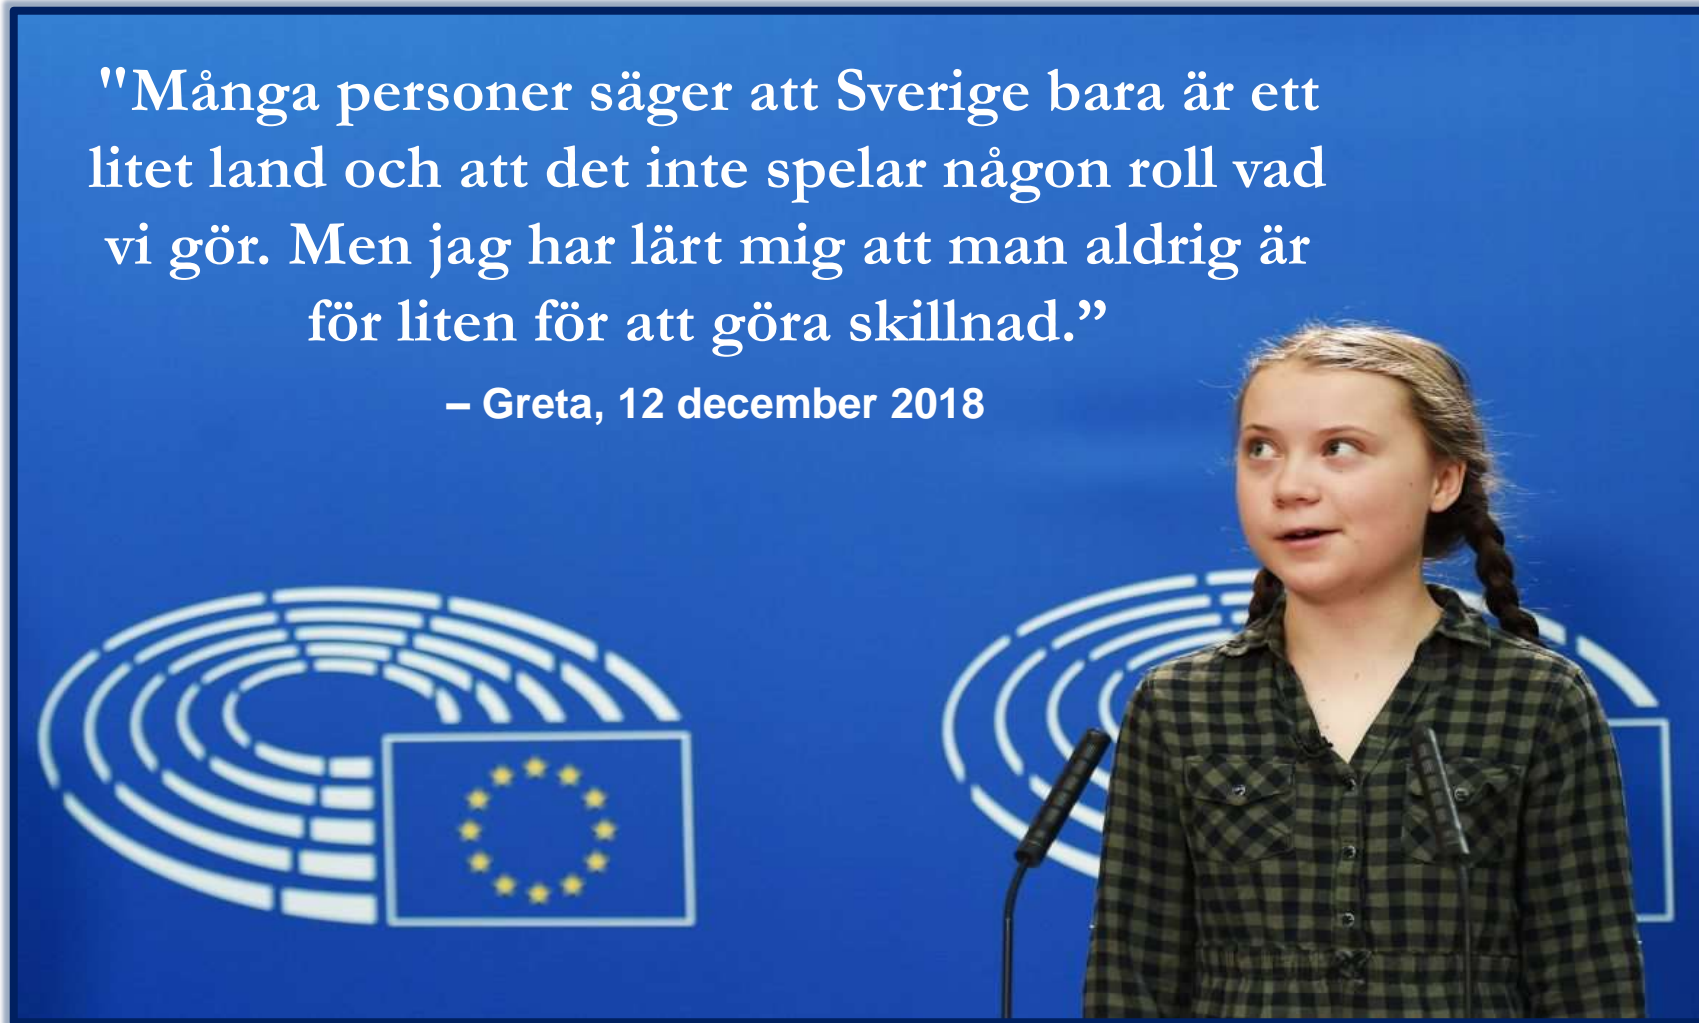 "Många personer säger att Sverige bara är ett
litet land och att det inte spelar någon roll vad
vi gör. Men jag har lärt mig att man aldrig är
för liten för att göra skillnad.”
– Greta, 12 december 2018